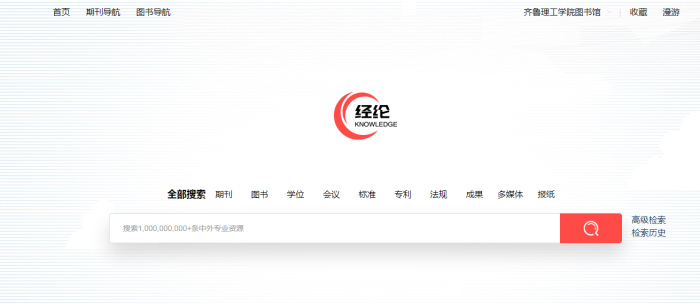 首页 期刊导航 图书导航 齐鲁理工学院图书馆 | 收藏 漫游
经纶
KNOWLEDGE
全部搜索 期刊 图书 学位 会议 标准 专利 法规 成果 多媒体 报纸
搜索1,000,000,000+条中外专业资源
高级检索
检索历史